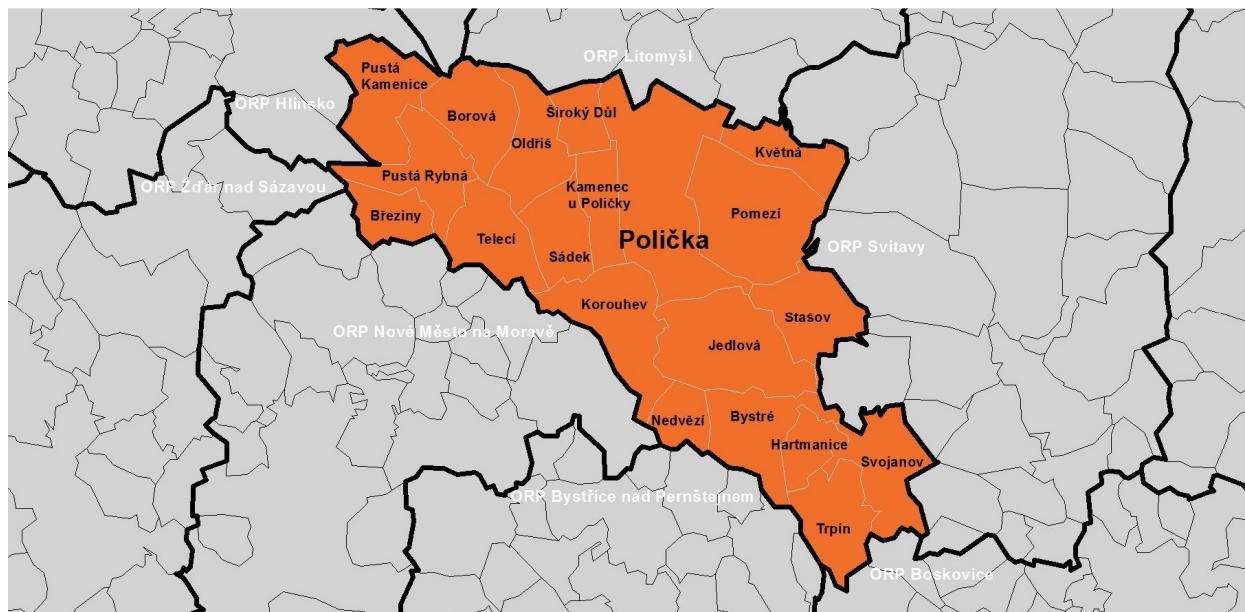 ORP Litomyšl
Pustá
Kamenice
ORP Hlinsko
Borová
Široký Důl
Oldříš
Květná
Pustá Rybná
ORP Žďár nad Sázavou
Kamenec
u Poličky
Březiny
Pomezí
Telecí
Polička
ORP Svitavy
Sádek
Korouhev
Stašov
ORP Nové Město na Moravě
Jedlová
Nedvězí
Bystré
Hartmanice
Svojanov
ORP Bystřice nad Pernštejnem
Trpín
ORP Boskovice